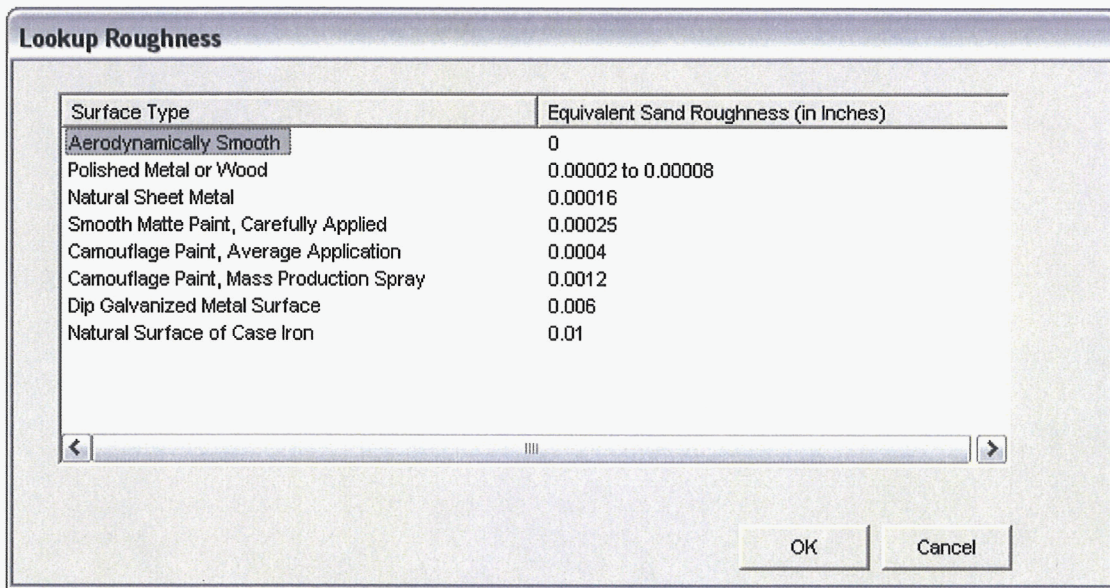 Lookup Roughness
Surface Type Equivalent Sand Roughness (in Inches)
Aerodynamically Smooth 0
Polished Metal or Wood 0.00002 to 0.00008
Natural Sheet Metal 0.00016
Smooth Matte Paint, Carefully Applied 0.00025
Camouflage Paint, Average Application 0.0004
Camouflage Paint, Mass Production Spray 0.0012
Dip Galvanized Metal Surface 0.006
Natural Surface of Case Iron 0.01
OK Cancel